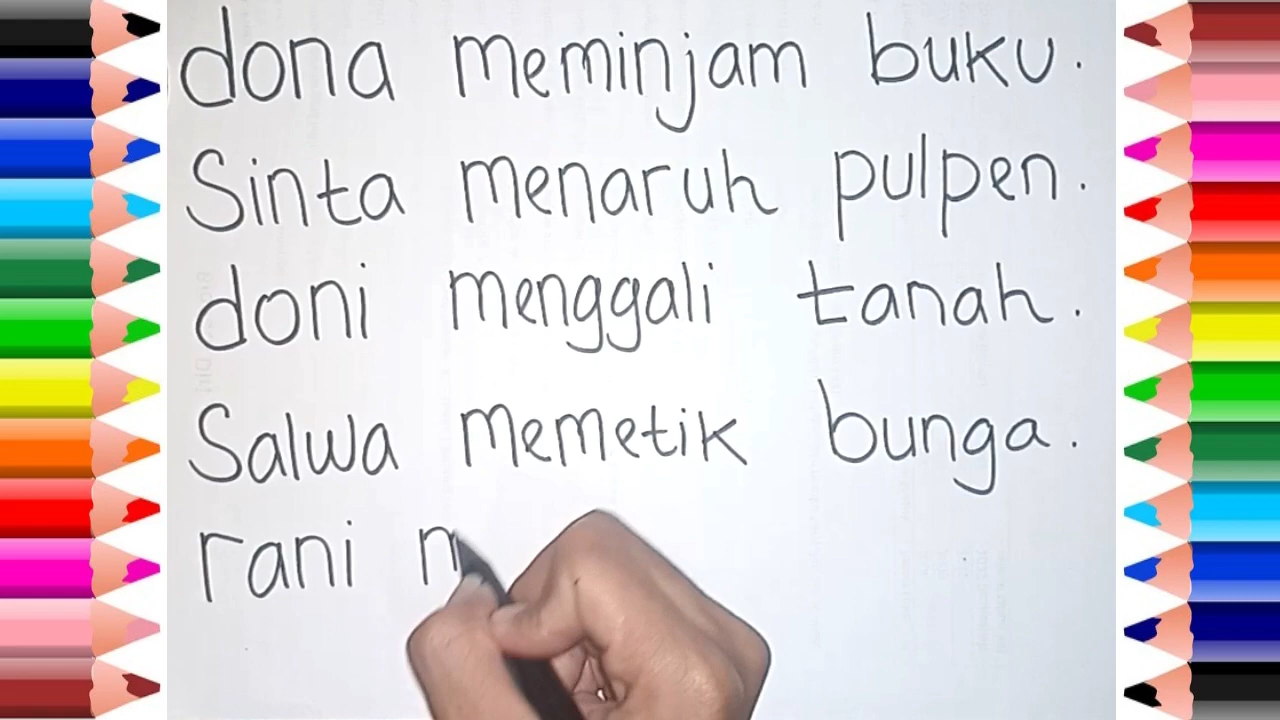 dona meminjam buku.
Sinta menaruh pulpen.
doni menggali tanah.
Salwa memetik bunga.
rani